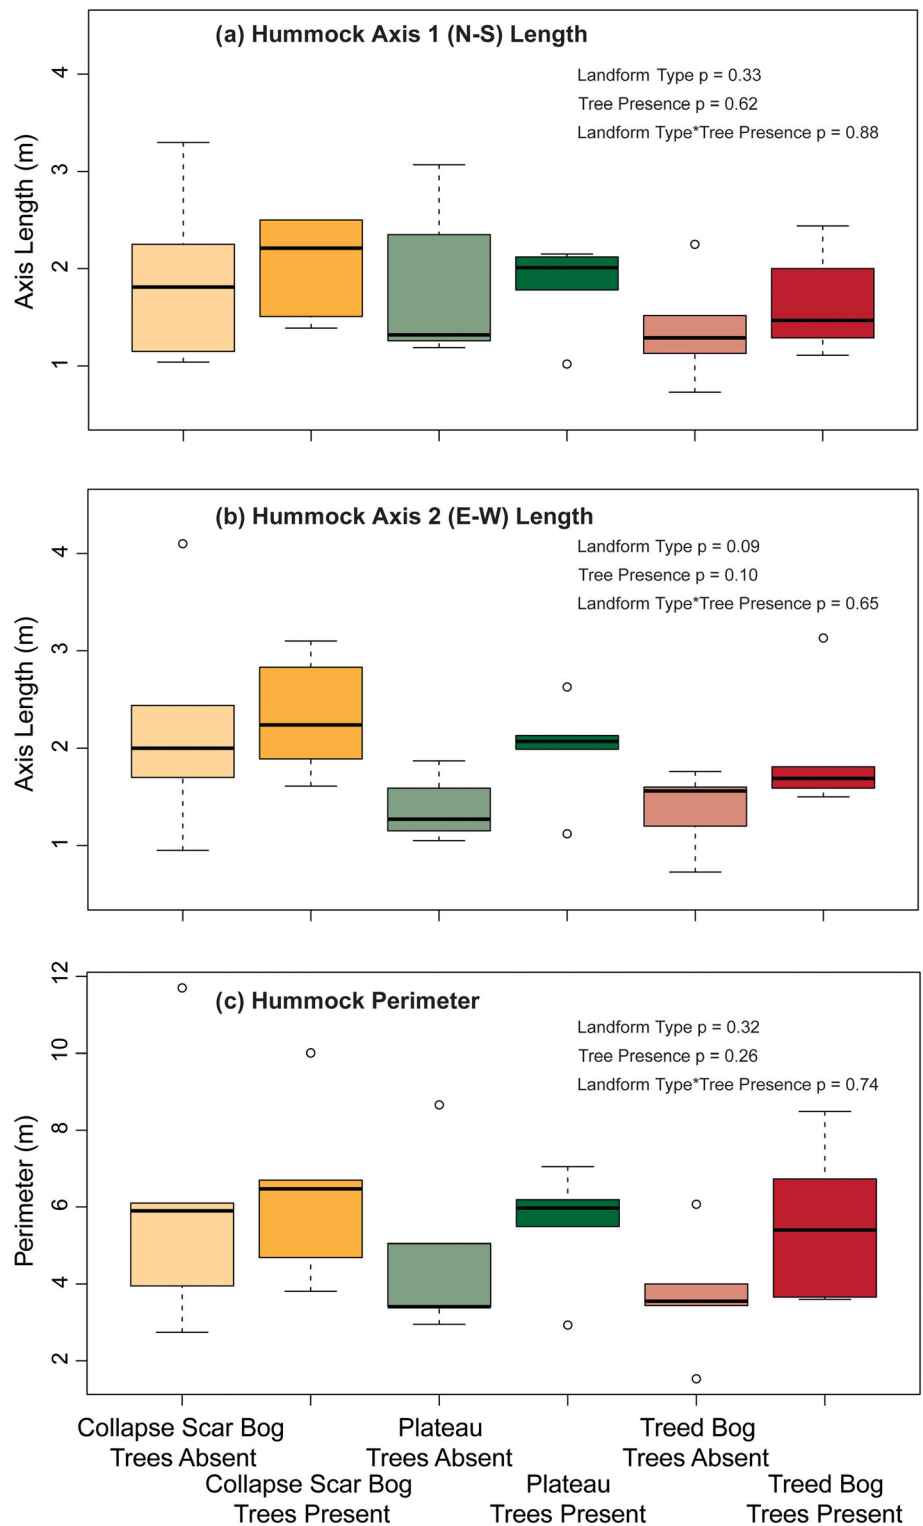 (a) Hummock Axis 1 (N-S) Length
Landform Type p = 0.33
Tree Presence p = 0.62
Landform Type*Tree Presence p = 0.88
Axis Length (m)
4
3
2
1
(b) Hummock Axis 2 (E-W) Length
Landform Type p = 0.09
Tree Presence p = 0.10
Landform Type*Tree Presence p = 0.65
Axis Length (m)
4
3
2
1
(c) Hummock Perimeter
Landform Type p = 0.32
Tree Presence p = 0.26
Landform Type*Tree Presence p = 0.74
Perimeter (m)
12
10
8
6
4
2
Collapse Scar Bog
Trees Absent
Collapse Scar Bog
Trees Present
Plateau
Trees Absent
Plateau
Trees Present
Treed Bog
Trees Absent
Treed Bog
Trees Present